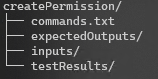 createPermission/
├── commands.txt
├── expectedOutputs/
├── inputs/
└── testResults/